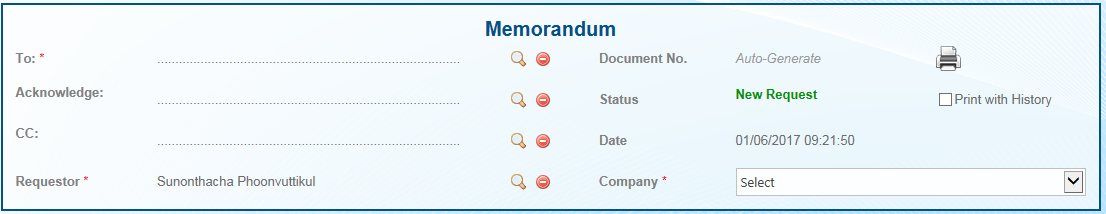 Memorandum
To: * ........................................................................................ Document No. Auto-Generate
Acknowledge: ........................................................................................ Status New Request Print with History
CC: ........................................................................................ Date 01/06/2017 09:21:50
Requestor * Sunonthacha Phoonvuttikul Company * Select